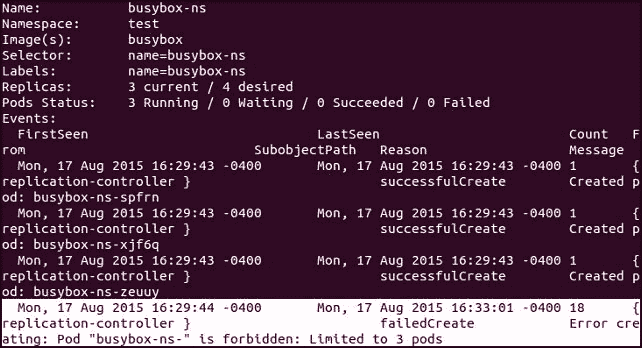 Name: busybox-ns
Namespace: test
Image(s): busybox
Selector: name=busybox-ns
Labels: name=busybox-ns
Replicas: 3 current / 4 desired
Pods Status: 3 Running / 0 Waiting / 0 Succeeded / 0 Failed
Events:
FirstSeen LastSeen Count F
rom SubobjectPath Reason Message
Mon, 17 Aug 2015 16:29:43 -0400 Mon, 17 Aug 2015 16:29:43 -0400 1 {
replication-controller } successfulCreate Created p
od: busybox-ns-spfrn
Mon, 17 Aug 2015 16:29:43 -0400 Mon, 17 Aug 2015 16:29:43 -0400 1 {
replication-controller } successfulCreate Created p
od: busybox-ns-xjf6q
Mon, 17 Aug 2015 16:29:43 -0400 Mon, 17 Aug 2015 16:29:43 -0400 1 {
replication-controller } successfulCreate Created p
od: busybox-ns-zeuuy
Mon, 17 Aug 2015 16:29:44 -0400 Mon, 17 Aug 2015 16:33:01 -0400 18 {
replication-controller } failedCreate Error cre
ating: Pod "busybox-ns-" is forbidden: Limited to 3 pods